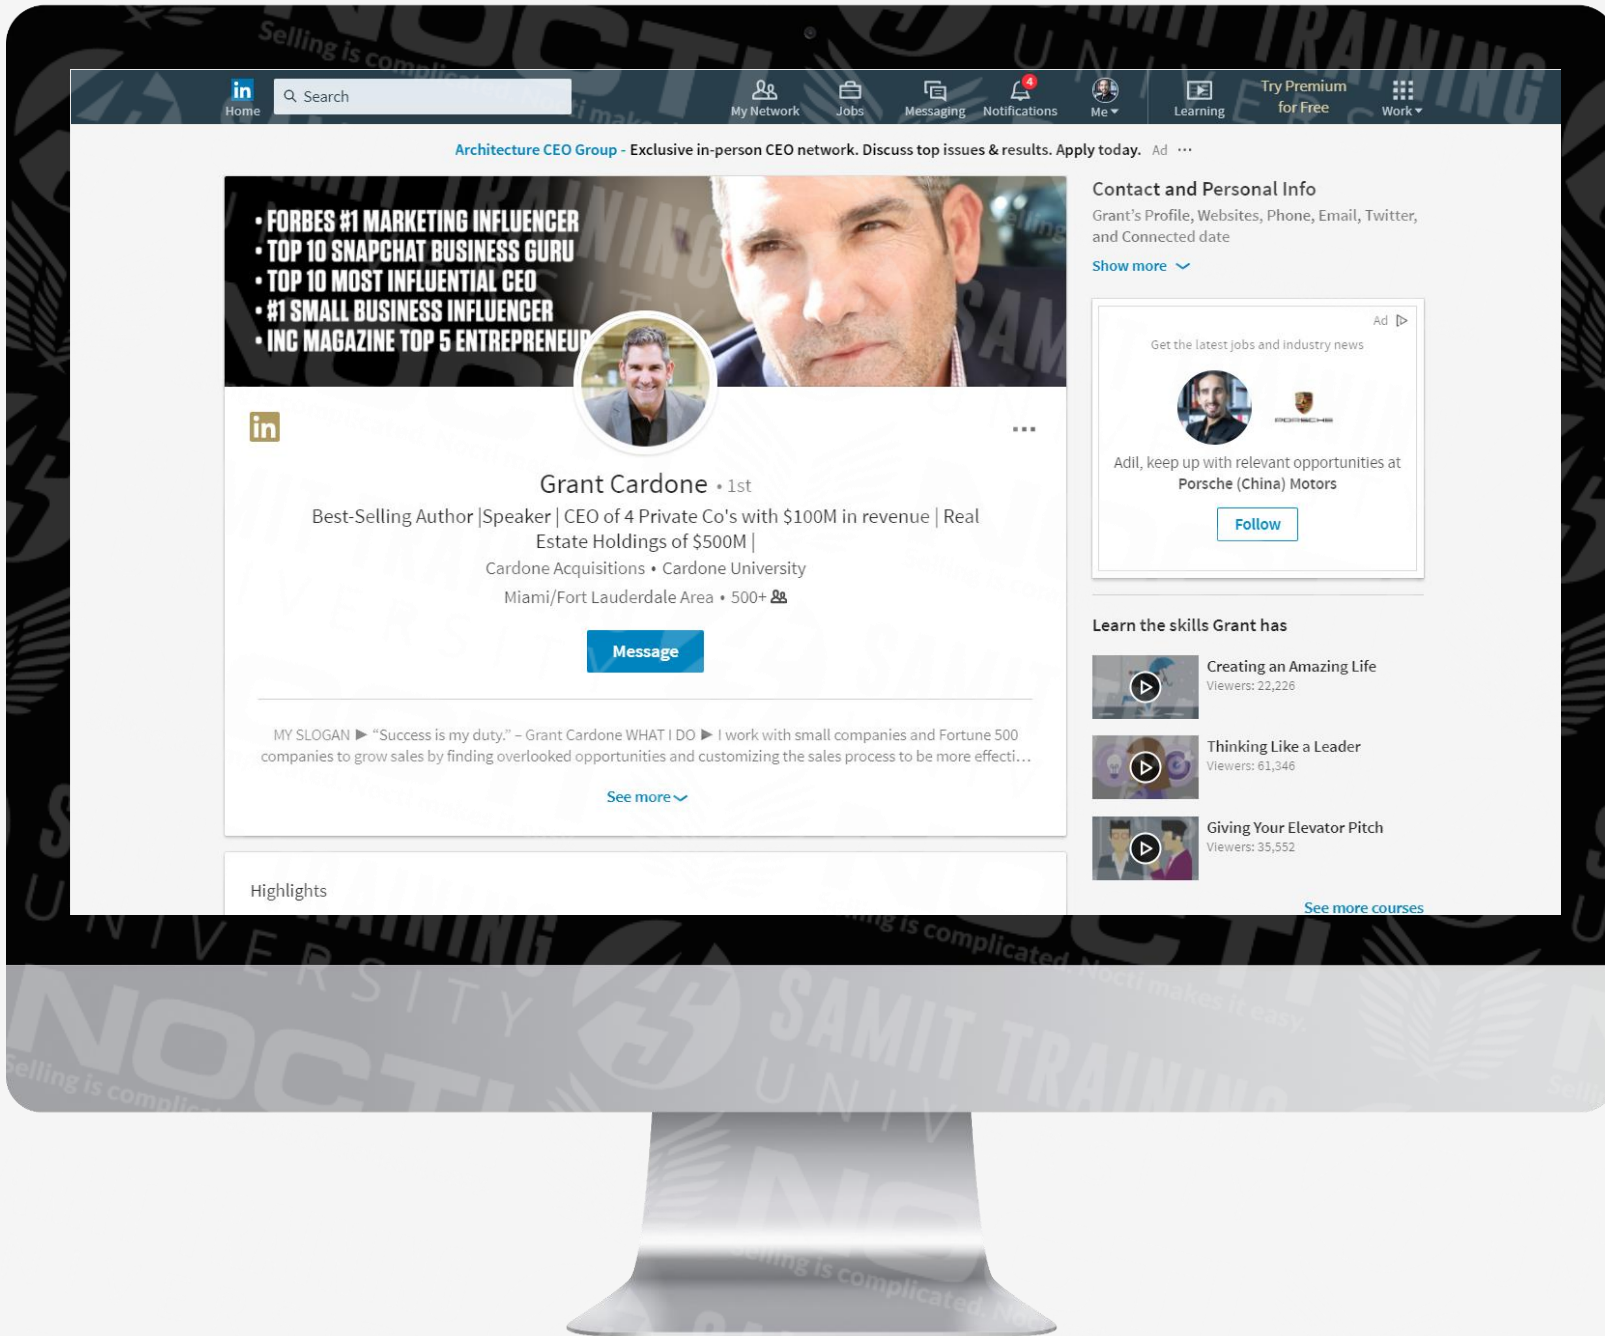 in
Home
Search
My Network
Jobs
Messaging
4
Notifications
Me
Learning
Try Premium
for Free
Work
Architecture CEO Group - Exclusive in-person CEO network. Discuss top issues & results. Apply today. Ad ...
• FORBES #1 MARKETING INFLUENCER
• TOP 10 SNAPCHAT BUSINESS GURU
• TOP 10 MOST INFLUENTIAL CEO
• #1 SMALL BUSINESS INFLUENCER
• INC MAGAZINE TOP 5 ENTREPRENEUR
in
Grant Cardone • 1st
Best-Selling Author |Speaker | CEO of 4 Private Co's with $100M in revenue | Real
Estate Holdings of $500M |
Cardone Acquisitions • Cardone University
Miami/Fort Lauderdale Area • 500+
Message
MY SLOGAN ► “Success is my duty.” – Grant Cardone WHAT I DO ► I work with small companies and Fortune 500
companies to grow sales by finding overlooked opportunities and customizing the sales process to be more effecti...
See more
Highlights
Contact and Personal Info
Grant's Profile, Websites, Phone, Email, Twitter,
and Connected date
Show more
Ad
Get the latest jobs and industry news
PORSCHE
Adil, keep up with relevant opportunities at
Porsche (China) Motors
Follow
Learn the skills Grant has
Creating an Amazing Life
Viewers: 22,226
Thinking Like a Leader
Viewers: 61,346
Giving Your Elevator Pitch
Viewers: 35,552
See more courses
NOCTI
Selling is complicated. Nocti makes it easy.
SAMIT TRAINING
UNIVERSITY